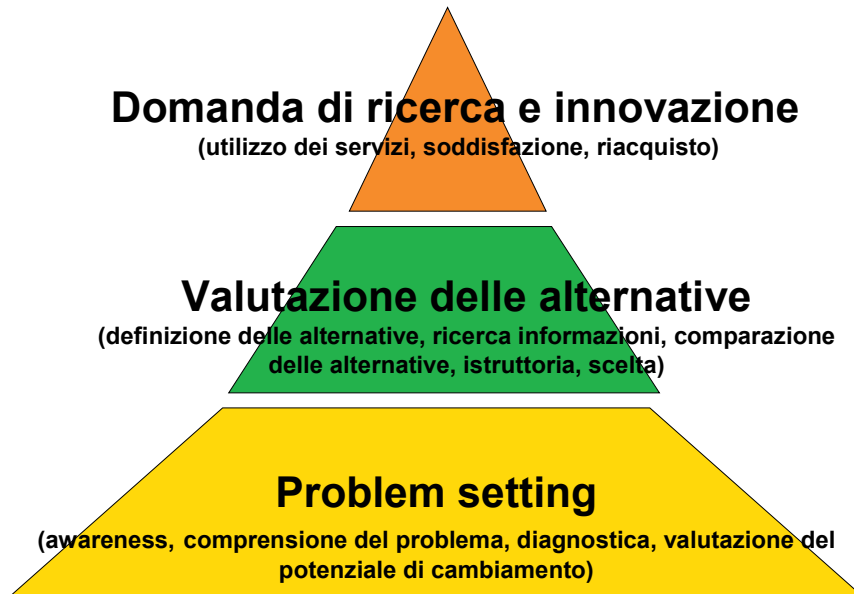 Domanda di ricerca e innovazione
(utilizzo dei servizi, soddisfazione, riacquisto)
Valutazione delle alternative
(definizione delle alternative, ricerca informazioni, comparazione
delle alternative, istruttoria, scelta)
Problem setting
(awareness, comprensione del problema, diagnostica, valutazione del
potenziale di cambiamento)